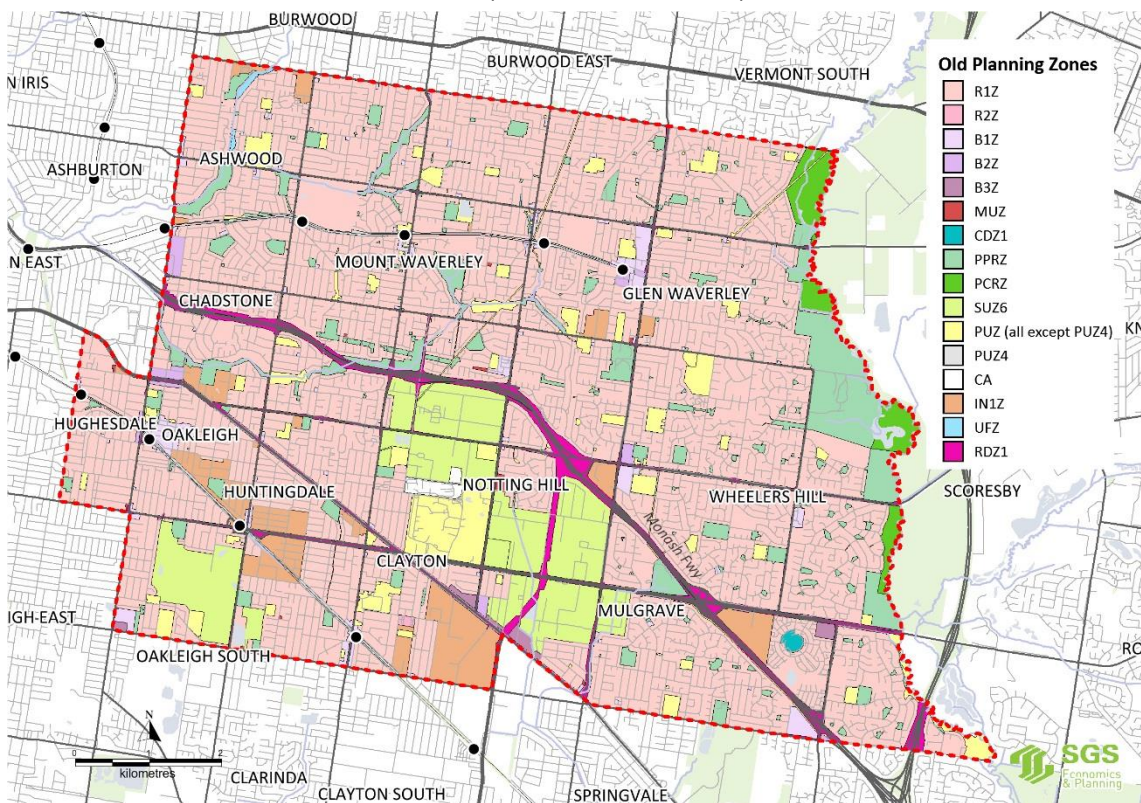 BURWOOD
BURWOOD EAST
VERMONT SOUTH
N IRIS
ASHBURTON
ASHWOOD
N EAST
MOUNT WAVERLEY
GLEN WAVERLEY
CHADSTONE
KN
HUGHESDALE
OAKLEIGH
HUNTINGDALE
NOTTING HILL
WHEELERS HILL
SCORESBY
Monash Fwy
CLAYTON
MULGRAVE
IGH-EAST
RO
OAKLEIGH SOUTH
CLARINDA
CLAYTON SOUTH
SPRINGVALE
N
0 1 2
kilometres
Old Planning Zones
R1Z
R2Z
B1Z
B2Z
B3Z
MUZ
CDZ1
PPRZ
PCRZ
SUZ6
PUZ (all except PUZ4)
PUZ4
CA
IN1Z
UFZ
RDZ1
SGS
Economics
& Planning